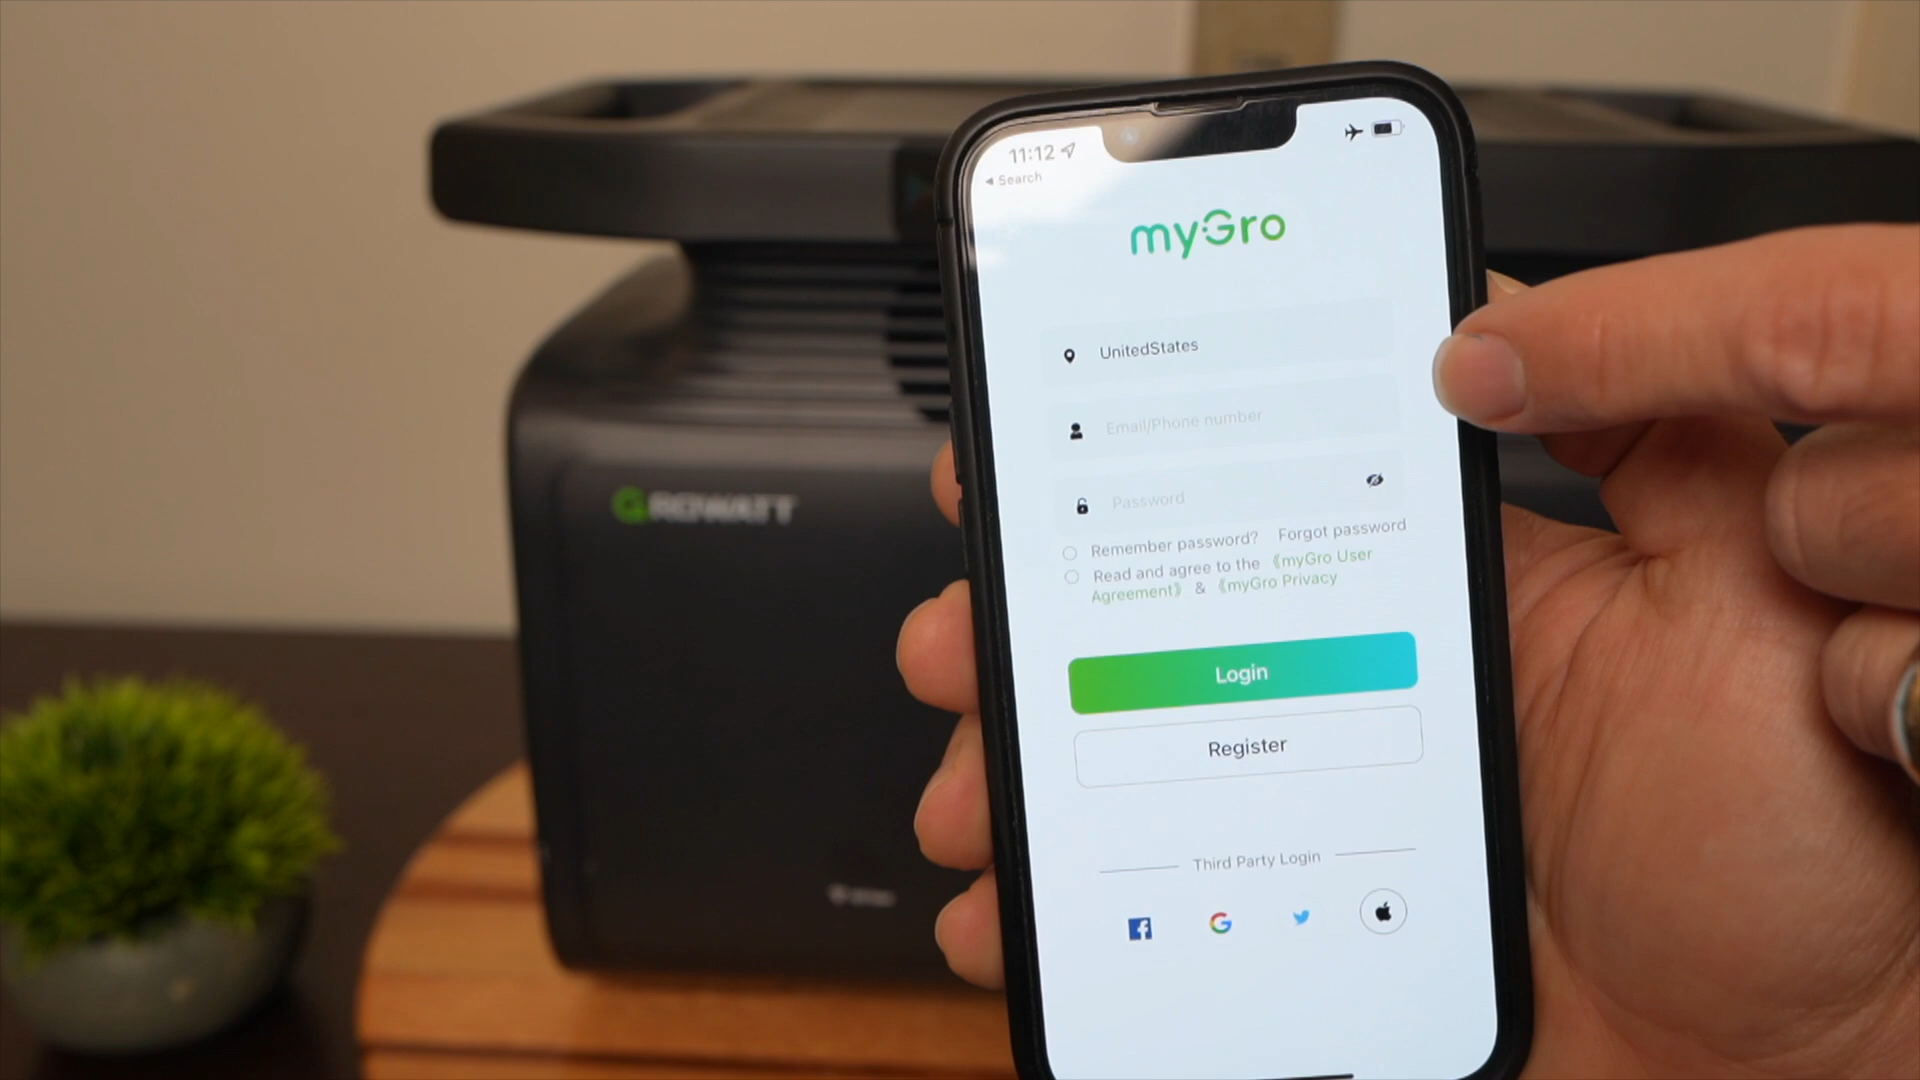 11:12
Search
myGro
UnitedStates
Email/Phone number
Password
Remember password? Forgot password
Read and agree to the 《myGro User
Agreement》 & 《myGro Privacy
Login
Register
Third Party Login
GROWATT